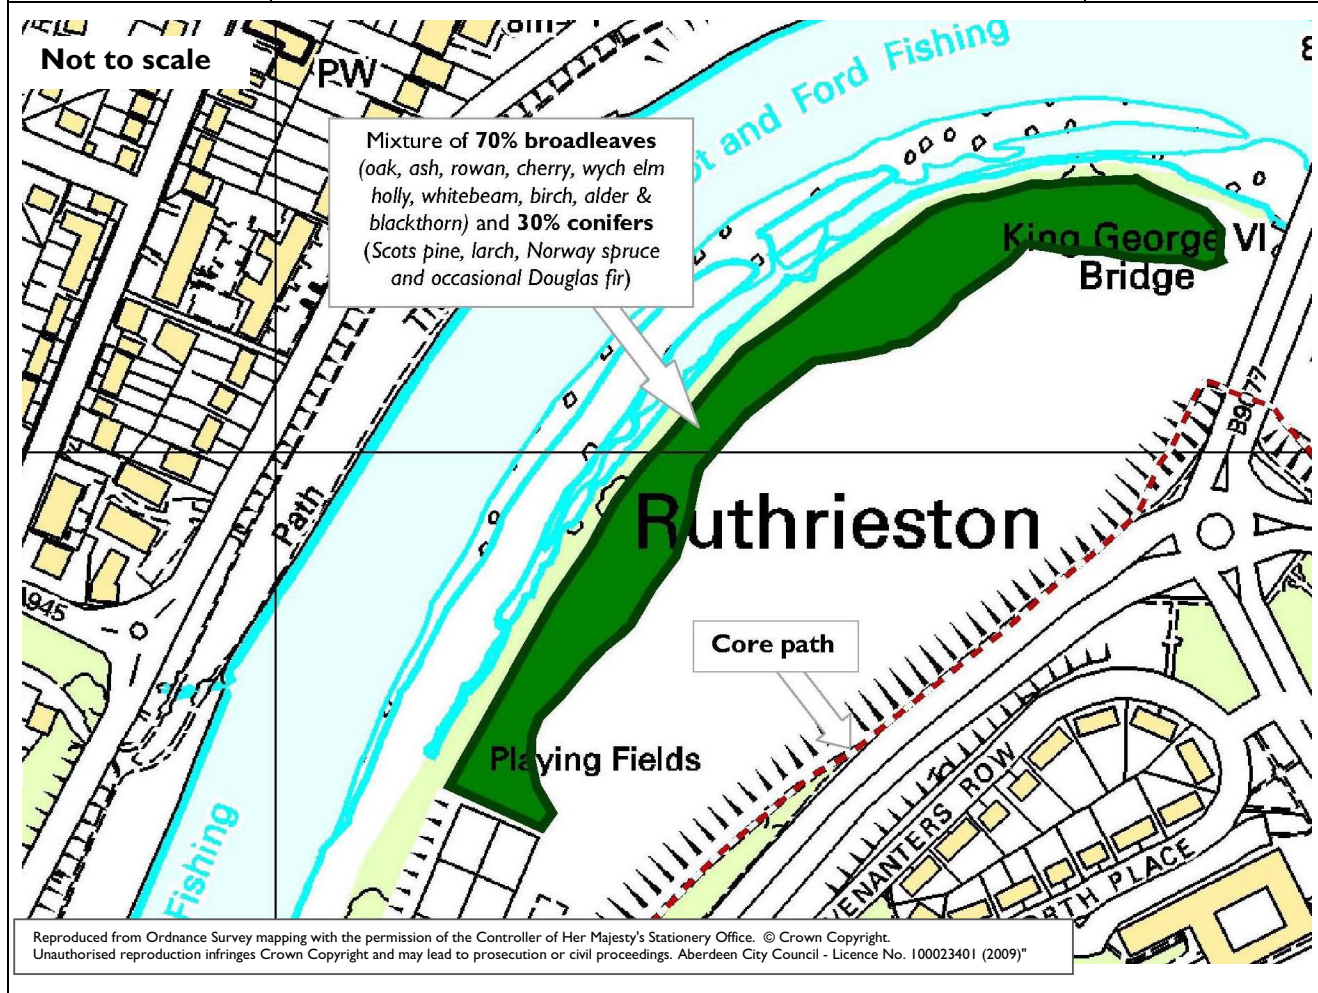 Not to scale
PW
and Ford Fishing
Mixture of 70% broadleaves
(oak, ash, rowan, cherry, wych elm
holly, whitebeam, birch, alder &
blackthorn) and 30% conifers
(Scots pine, larch, Norway spruce
and occasional Douglas fir)
King George VI
Bridge
B9077
Path
Ruthrieston
Core path
Playing Fields
Fishing
ROW
PLACE
Reproduced from Ordnance Survey mapping with the permission of the Controller of Her Majesty's Stationery Office. © Crown Copyright.
Unauthorised reproduction infringes Crown Copyright and may lead to prosecution or civil proceedings. Aberdeen City Council - Licence No. 100023401 (2009)"